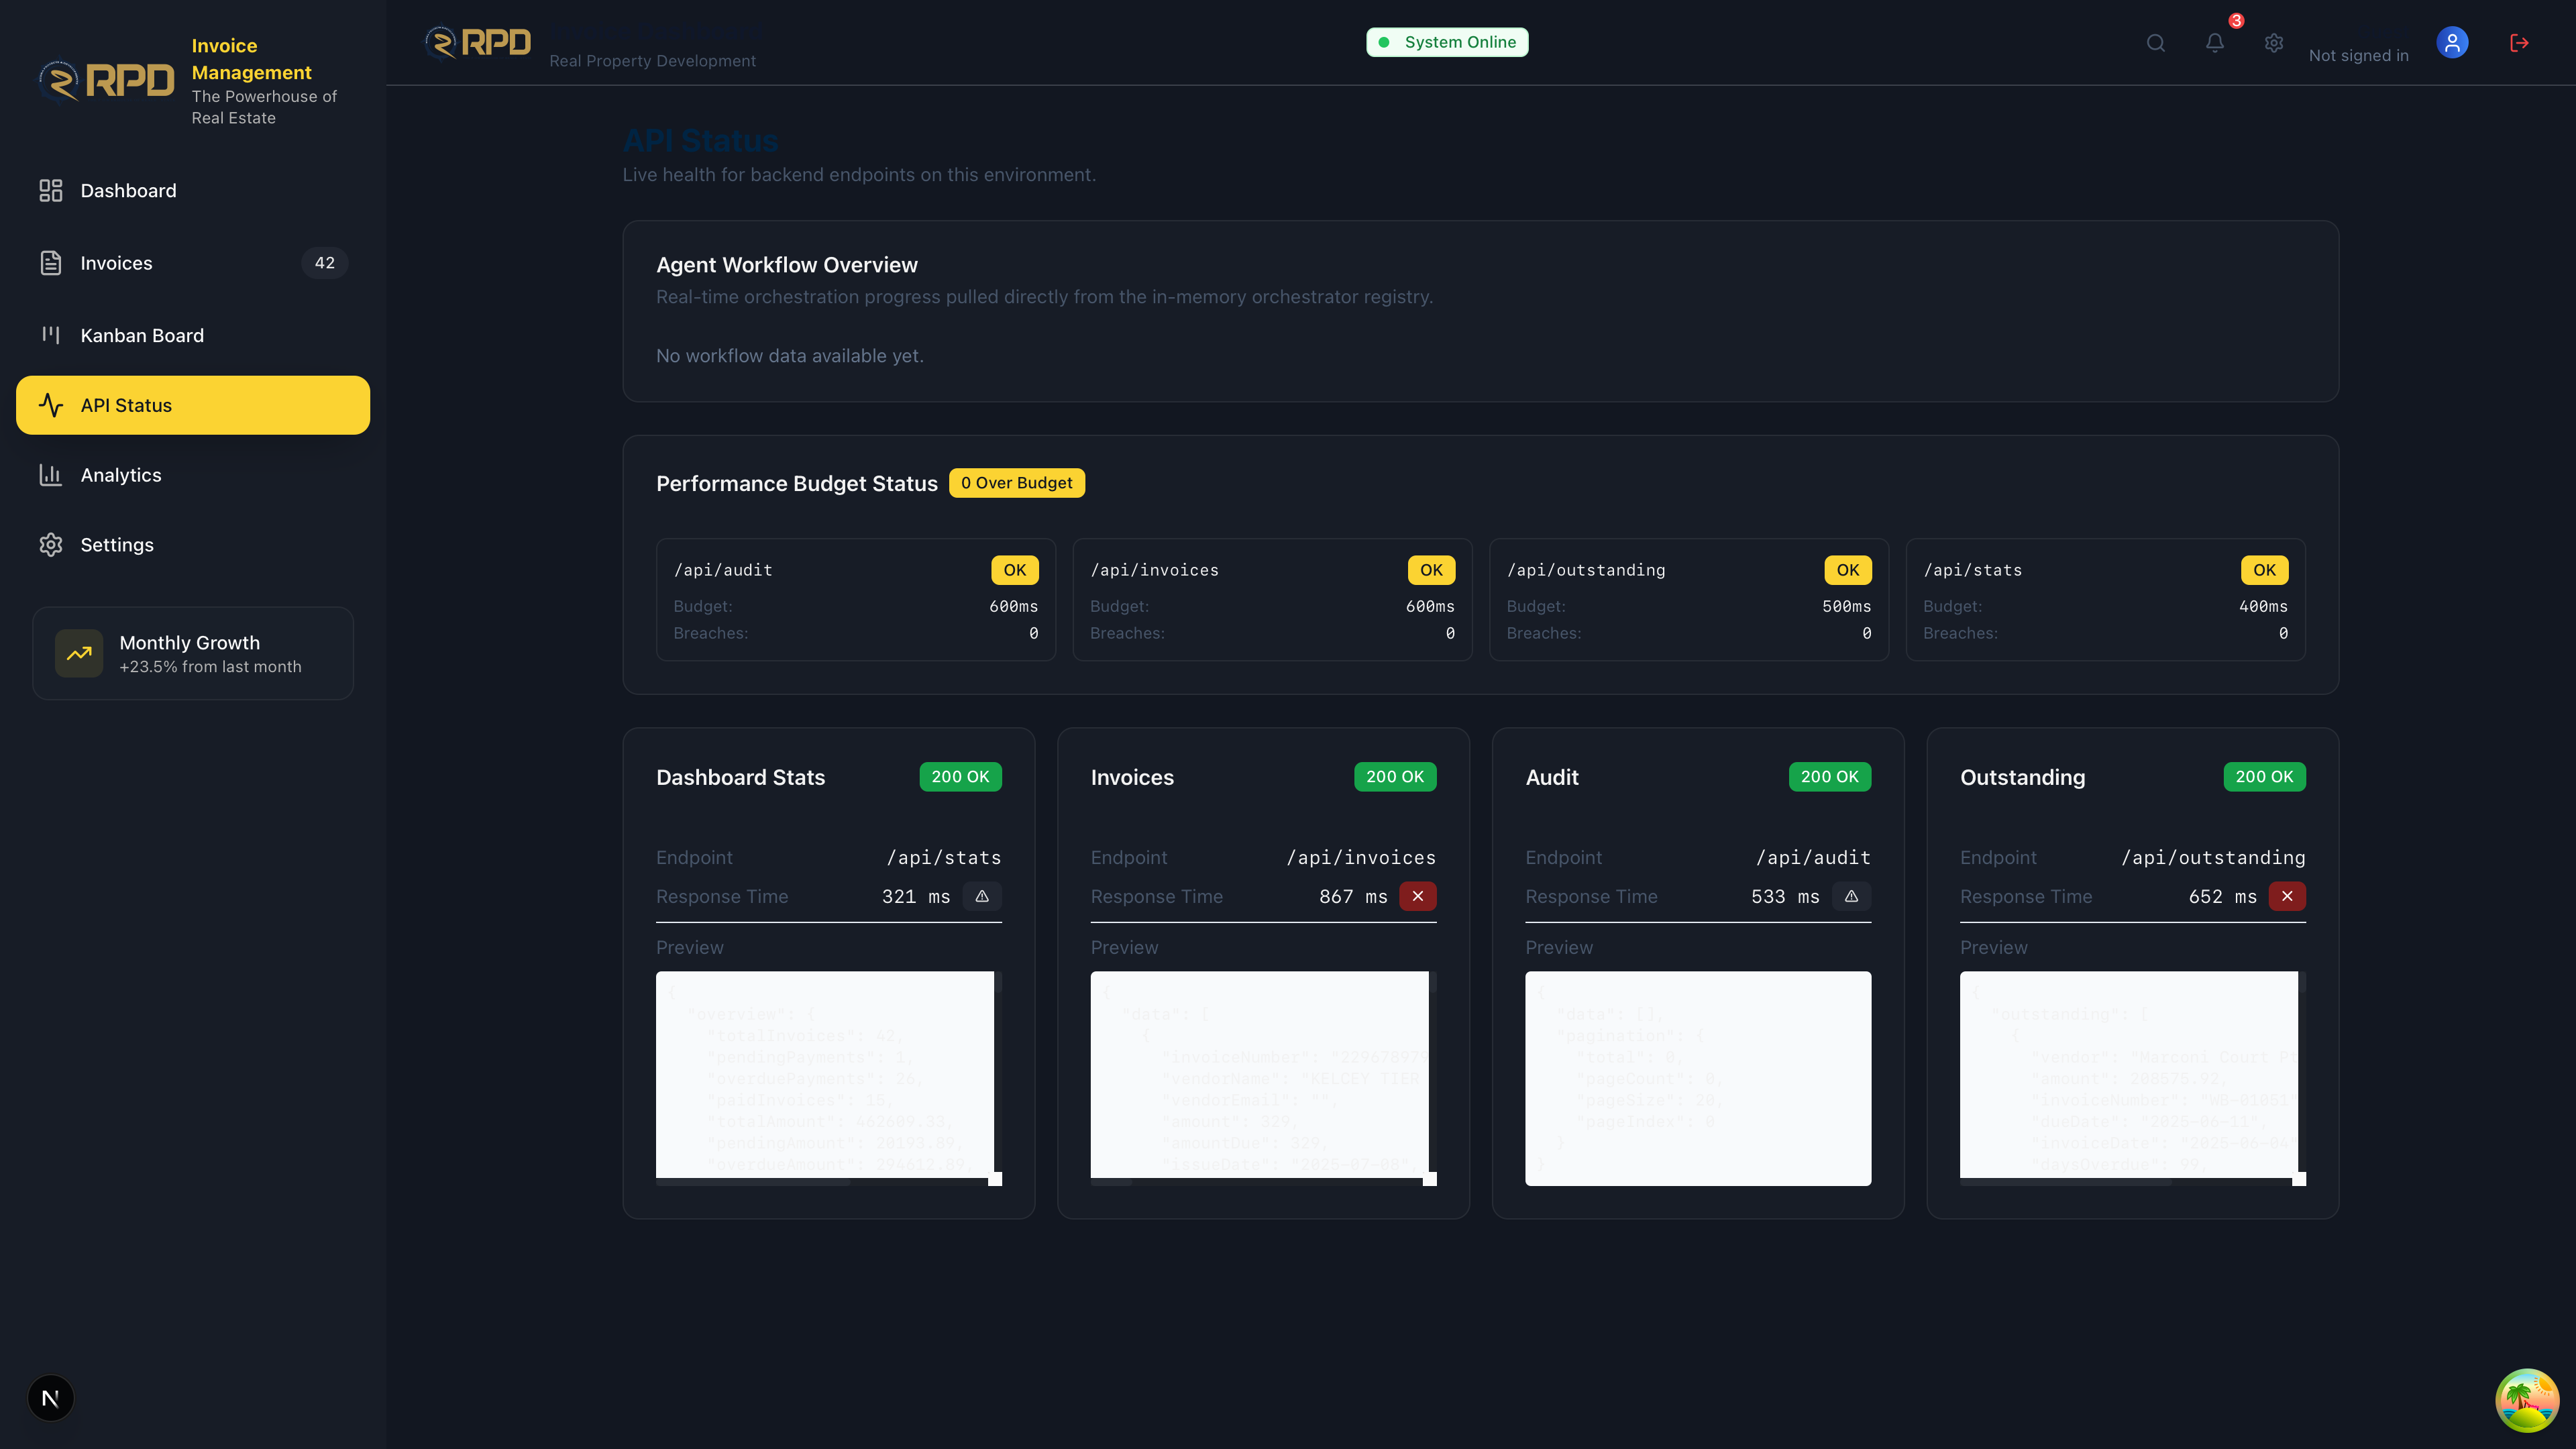 RPD
Invoice
Management
The Powerhouse of
Real Estate
Dashboard
Invoices 42
Kanban Board
API Status
Analytics
Settings
Monthly Growth
+23.5% from last month
N
RPD
Real Property Development
System Online
3
Not signed in
API Status
Live health for backend endpoints on this environment.
Agent Workflow Overview
Real-time orchestration progress pulled directly from the in-memory orchestrator registry.
No workflow data available yet.
Performance Budget Status 0 Over Budget
/api/audit OK
Budget: 600ms
Breaches: 0
/api/invoices OK
Budget: 600ms
Breaches: 0
/api/outstanding OK
Budget: 500ms
Breaches: 0
/api/stats OK
Budget: 400ms
Breaches: 0
Dashboard Stats 200 OK
Endpoint /api/stats
Response Time 321 ms
Preview
{
"overview": {
"totalInvoices": 42,
"pendingPayments": 1,
"overduePayments": 26,
"paidInvoices": 15,
"totalAmount": 462609.33,
"pendingAmount": 20193.89,
"overdueAmount": 294612.89,
Invoices 200 OK
Endpoint /api/invoices
Response Time 867 ms
Preview
{
"data": [
{
"invoiceNumber": "229678979
"vendorName": "KELCEY TIER
"vendorEmail": "",
"amount": 329,
"amountDue": 329,
"issueDate": "2025-07-08",
Audit 200 OK
Endpoint /api/audit
Response Time 533 ms
Preview
{
"data": [],
"pagination": {
"total": 0,
"pageCount": 0,
"pageSize": 20,
"pageIndex": 0
}
}
Outstanding 200 OK
Endpoint /api/outstanding
Response Time 652 ms
Preview
{
"outstanding": [
{
"vendor": "Marconi Court Pt
"amount": 208575.92,
"invoiceNumber": "WB-01051"
"dueDate": "2025-06-11",
"invoiceDate": "2025-06-04"
"daysOverdue": 99,